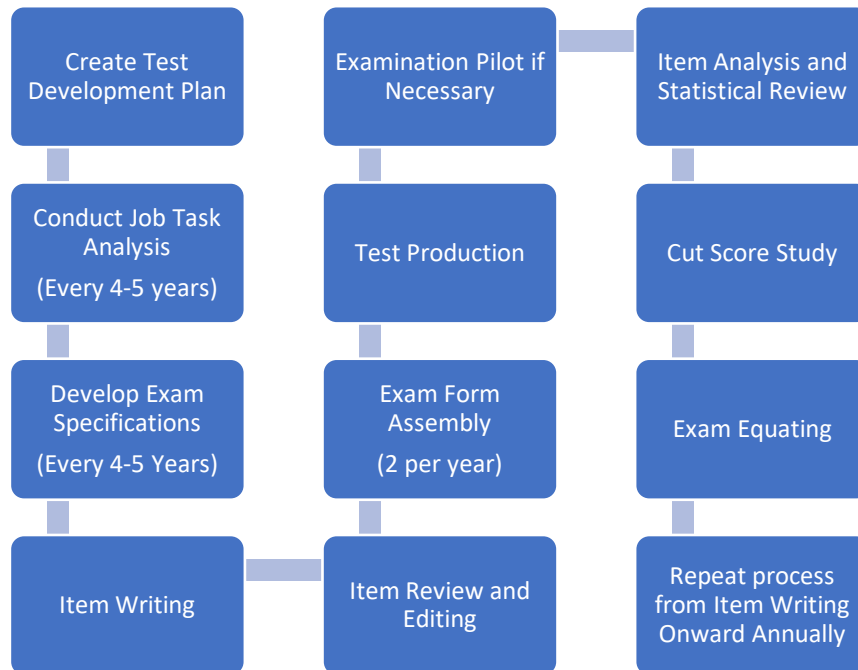 Create Test
Development Plan
Conduct Job Task
Analysis
(Every 4-5 years)
Develop Exam
Specifications
(Every 4-5 Years)
Item Writing
Item Review and
Editing
Exam Form
Assembly
(2 per year)
Test Production
Examination Pilot if
Necessary
Item Analysis and
Statistical Review
Cut Score Study
Exam Equating
Repeat process
from Item Writing
Onward Annually